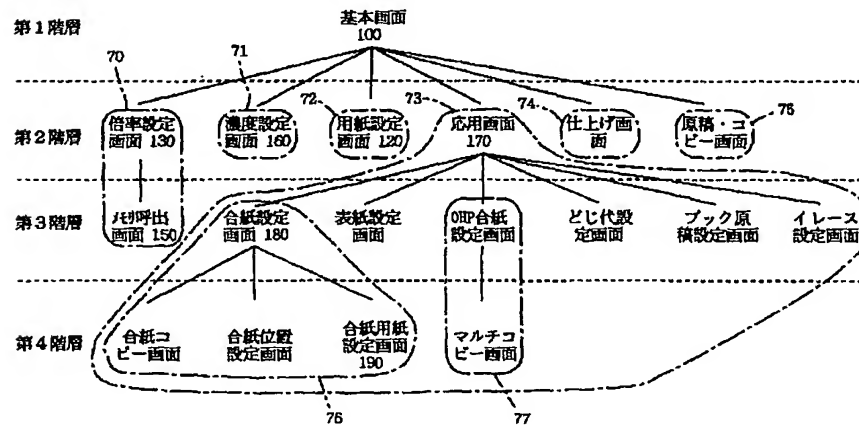 第1階層
基本画面
100
70
71
72
73
74
75
第2階層
倍率設定
画面 130
濃度設定
画面 160
用紙設定
画面 120
応用画面
170
仕上げ画
面
原稿・コ
ピー画面
第3階層
ﾒﾓﾘ呼出
画面 150
合紙設定
画面 180
表紙設定
画面
OHP合紙
設定画面
とじ代設
定画面
ブック原
稿設定画面
イレース
設定画面
第4階層
合紙コ
ピー画面
合紙位置
設定画面
合紙用紙
設定画面
190
マルチコ
ピー画面
76
77